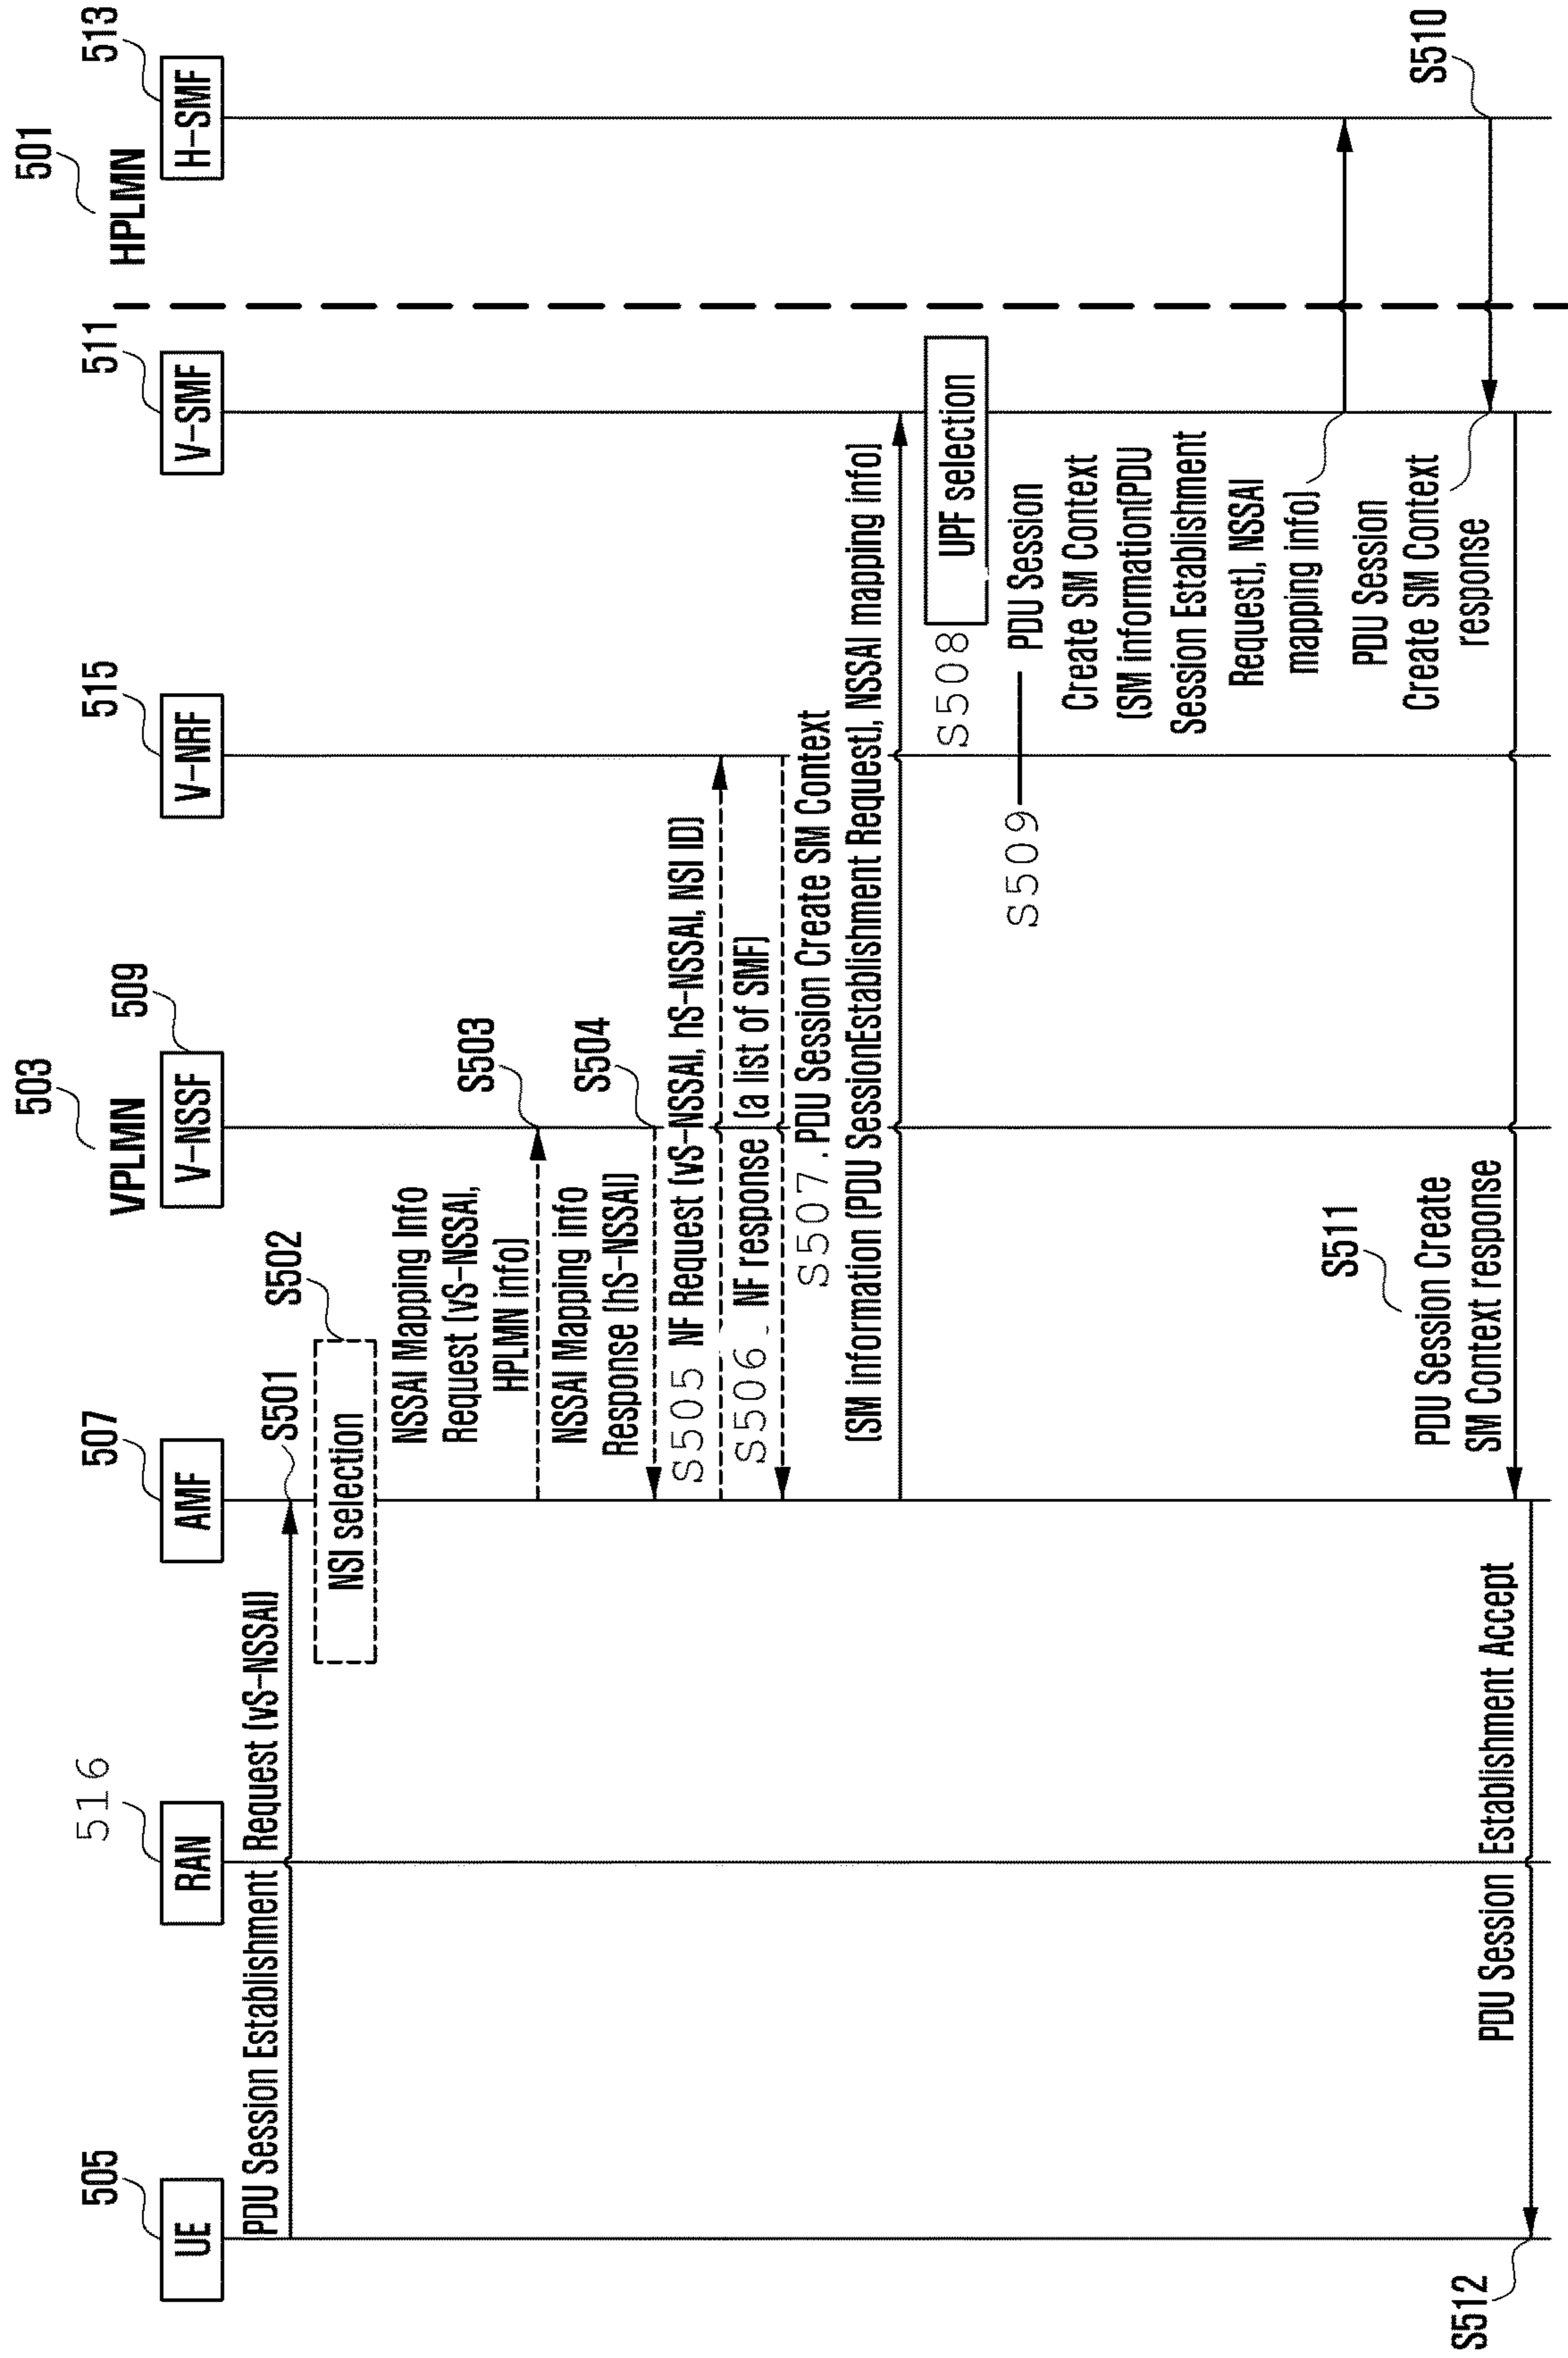 503
501
VPLMN
HPLMN
505
516
507
509
515
511
513
UE
RAN
AMF
V-NSSF
V-NRF
V-SMF
H-SMF
PDU Session Establishment Request (vS-NSSAI)
S501
NSI selection
S502
NSSAI Mapping Info
Request (vS-NSSAI,
HPLMN info)
S503
NSSAI Mapping info
Response (hS-NSSAI)
S504
S505 NF Request (vS-NSSAI, hS-NSSAI, NSI ID)
S506. NF response (a list of SMF)
S507. PDU Session Create SM Context
(SM information (PDU SessionEstablishment Request), NSSAI mapping info)
S508
UPF selection
S509
PDU Session
Create SM Context
(SM information(PDU
Session Establishment
Request), NSSAI
mapping info)
PDU Session
Create SM Context
response
S510
S511
PDU Session Create
SM Context response
PDU Session Establishment Accept
S512